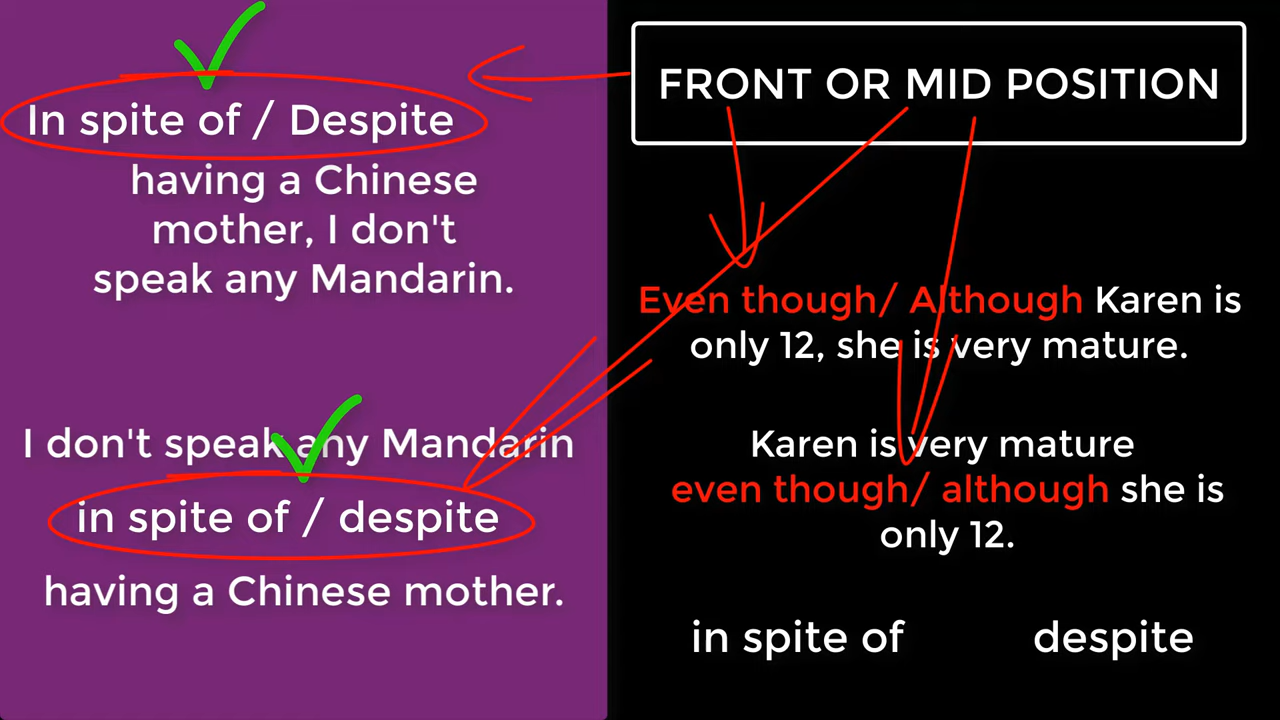 In spite of / Despite
having a Chinese
mother, I don't
speak any Mandarin.
I don't speak any Mandarin
in spite of / despite
having a Chinese mother.
FRONT OR MID POSITION
Even though/ Although Karen is
only 12, she is very mature.
Karen is very mature
even though/ although she is
only 12.
in spite of despite